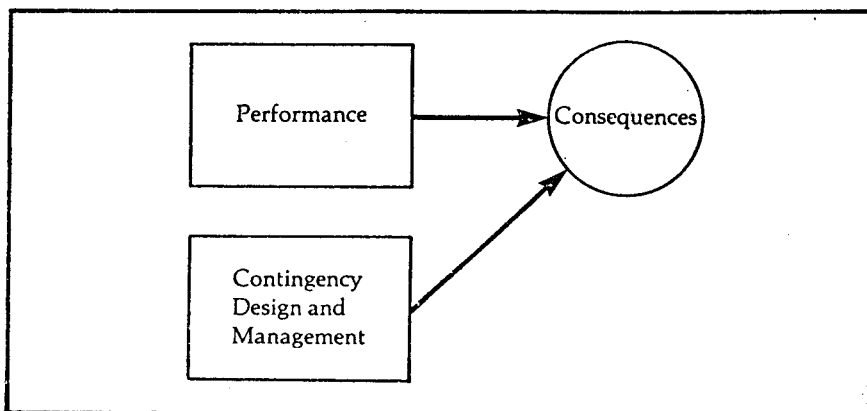 Performance
Consequences
Contingency
Design and
Management